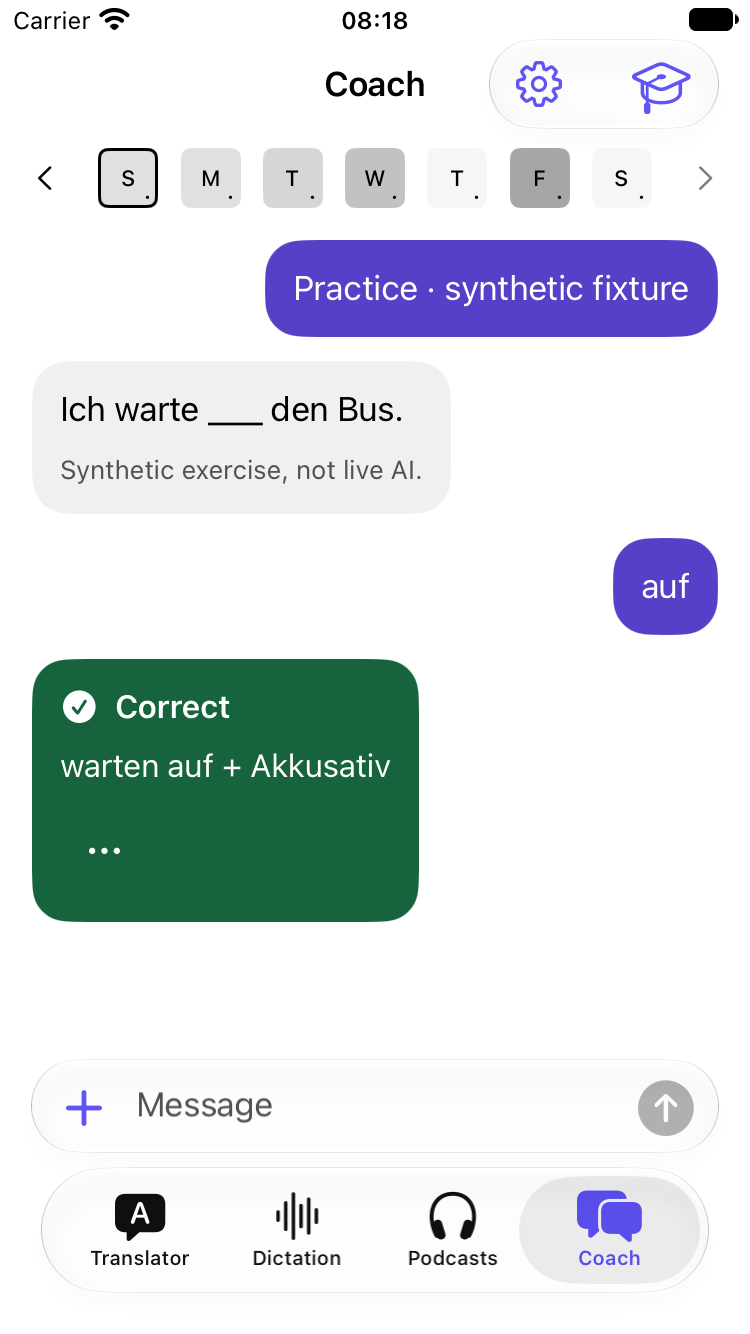 Carrier 08:18
Coach
S. M. T. W. T. F. S.
Practice · synthetic fixture
Ich warte ___ den Bus.
Synthetic exercise, not live AI.
auf
Correct
warten auf + Akkusativ
...
Message
A
Translator Dictation Podcasts Coach